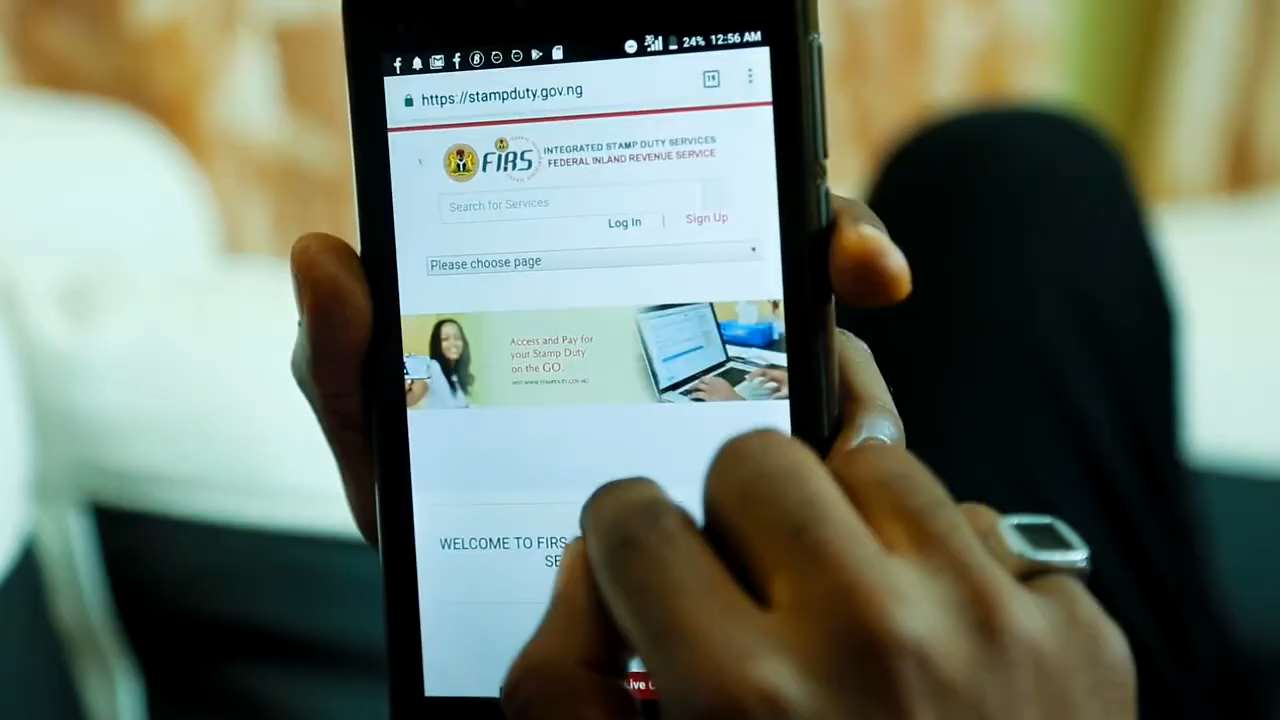 24% 12:56 AM
https://stampduty.gov.ng
19
FIRS
INTEGRATED STAMP DUTY SERVICES
FEDERAL INLAND REVENUE SERVICE
Search for Services
Log In | Sign Up
Please choose page
Access and Pay for
your Stamp Duty
on the GO.
WELCOME TO FIRS
SE
Live C